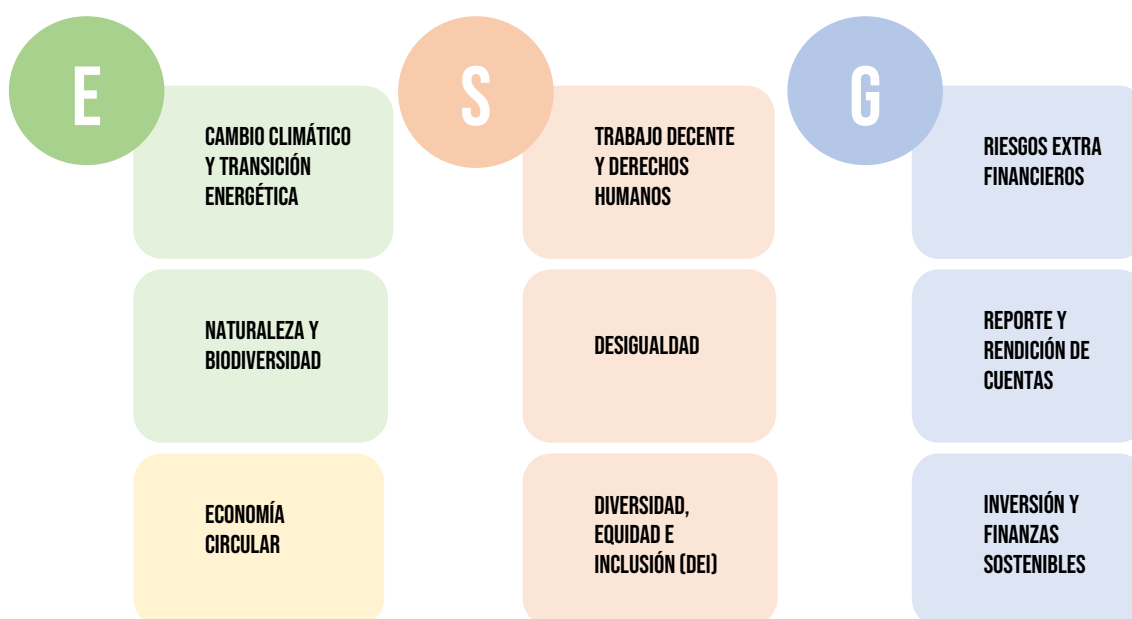 E
CAMBIO CLIMÁTICO
Y TRANSICIÓN
ENERGÉTICA
NATURALEZA Y
BIODIVERSIDAD
ECONOMÍA
CIRCULAR
S
TRABAJO DECENTE
Y DERECHOS
HUMANOS
DESIGUALDAD
DIVERSIDAD,
EQUIDAD E
INCLUSIÓN (DEI)
G
RIESGOS EXTRA
FINANCIEROS
REPORTE Y
RENDICIÓN DE
CUENTAS
INVERSIÓN Y
FINANZAS
SOSTENIBLES